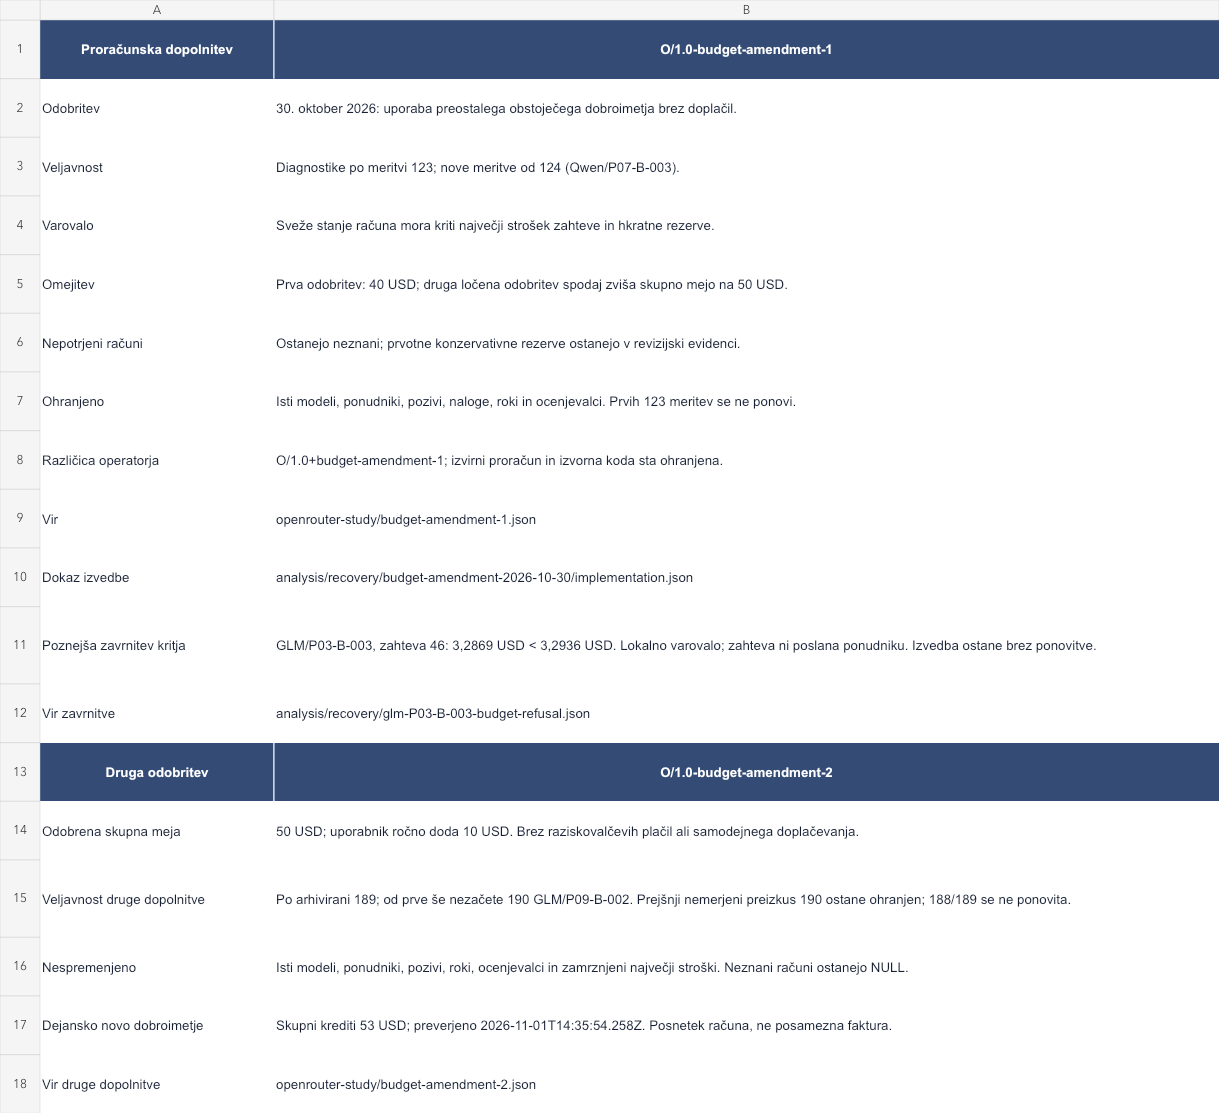 A B
1 Proračunska dopolnitev O/1.0-budget-amendment-1
2 Odobritev 30. oktober 2026: uporaba preostalega obstoječega dobroimetja brez doplačil.
3 Veljavnost Diagnostike po meritvi 123; nove meritve od 124 (Qwen/P07-B-003).
4 Varovalo Sveže stanje računa mora kriti največji strošek zahteve in hkratne rezerve.
5 Omejitev Prva odobritev: 40 USD; druga ločena odobritev spodaj zviša skupno mejo na 50 USD.
6 Nepotrjeni računi Ostanejo neznani; prvotne konzervativne rezerve ostanejo v revizijski evidenci.
7 Ohranjeno Isti modeli, ponudniki, pozivi, naloge, roki in ocenjevalci. Prvih 123 meritev se ne ponovi.
8 Različica operatorja O/1.0+budget-amendment-1; izvirni proračun in izvorna koda sta ohranjena.
9 Vir openrouter-study/budget-amendment-1.json
10 Dokaz izvedbe analysis/recovery/budget-amendment-2026-10-30/implementation.json
11 Poznejša zavrnitev kritja GLM/P03-B-003, zahteva 46: 3,2869 USD < 3,2936 USD. Lokalno varovalo; zahteva ni poslana ponudniku. Izvedba ostane brez ponovitve.
12 Vir zavrnitve analysis/recovery/glm-P03-B-003-budget-refusal.json
13 Druga odobritev O/1.0-budget-amendment-2
14 Odobrena skupna meja 50 USD; uporabnik ročno doda 10 USD. Brez raziskovalčevih plačil ali samodejnega doplačevanja.
15 Veljavnost druge dopolnitve Po arhivirani 189; od prve še nezačete 190 GLM/P09-B-002. Prejšnji nemerjeni preizkus 190 ostane ohranjen; 188/189 se ne ponovita.
16 Nespremenjeno Isti modeli, ponudniki, pozivi, roki, ocenjevalci in zamrznjeni največji stroški. Neznani računi ostanejo NULL.
17 Dejansko novo dobroimetje Skupni krediti 53 USD; preverjeno 2026-11-01T14:35:54.258Z. Posnetek računa, ne posamezna faktura.
18 Vir druge dopolnitve openrouter-study/budget-amendment-2.json